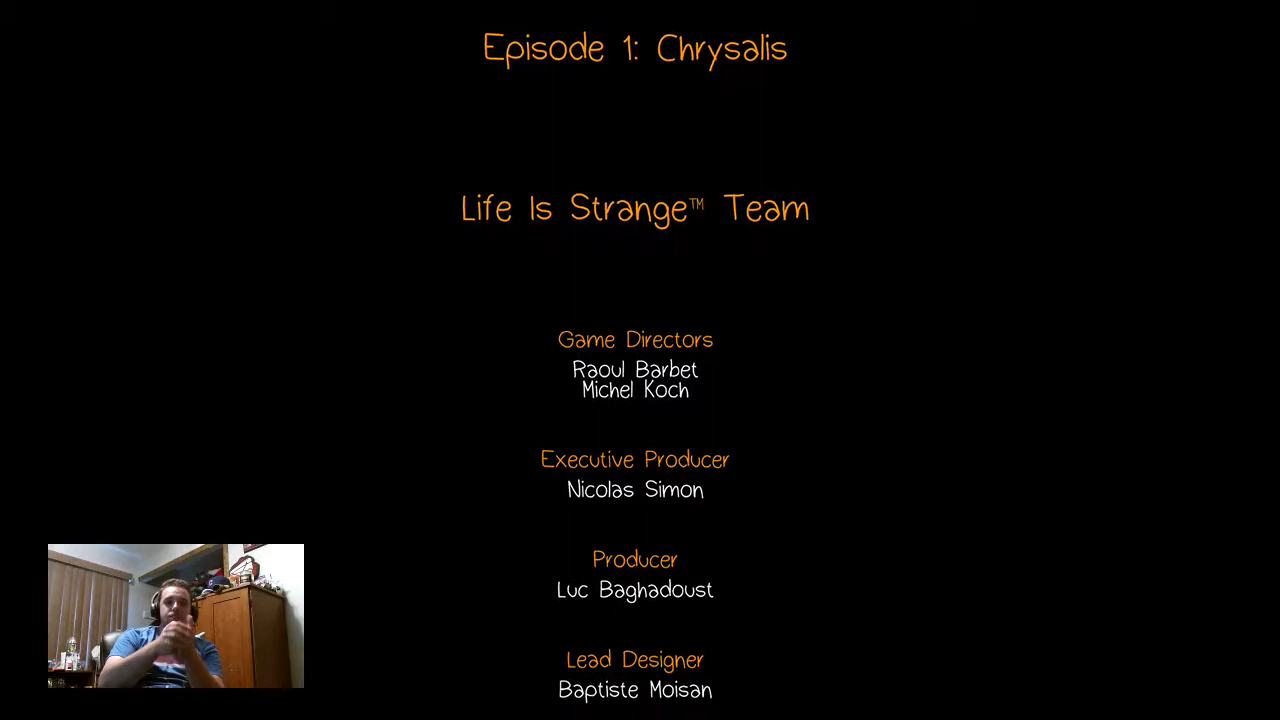 Episode 1: Chrysalis
Life Is Strange™ Team
Game Directors
Raoul Barbet
Michel Koch
Executive Producer
Nicolas Simon
Producer
Luc Baghadoust
Lead Designer
Baptiste Moisan